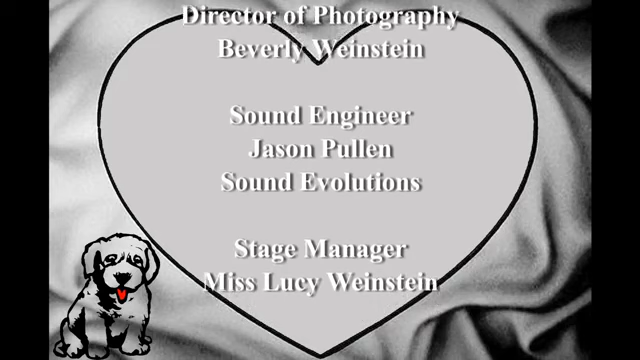 Director of Photography
Beverly Weinstein
Sound Engineer
Jason Pullen
Sound Evolutions
Stage Manager
Miss Lucy Weinstein